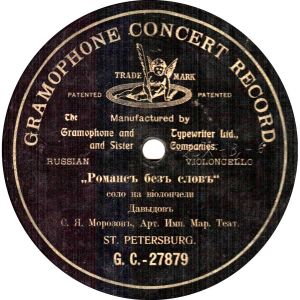 GRAMOPHONE CONCERT RECORD.
TRADE MARK
PATENTED PATENTED
The Manufactured by
Gramophone and Typewriter Ltd.,
and Sister Companies.
RUSSIAN VIOLONCELLO
„Романсъ безъ словъ“
соло на віолончели
Давыдовъ
С. Я. Морозовъ, Арт. Имп. Мар. Театр.
ST. PETERSBURG.
G. C.-27879